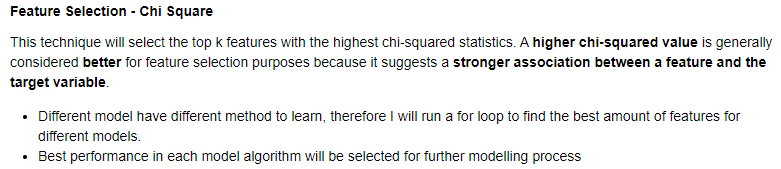 Feature Selection - Chi Square
This technique will select the top k features with the highest chi-squared statistics. A higher chi-squared value is generally
considered better for feature selection purposes because it suggests a stronger association between a feature and the
target variable.
• Different model have different method to learn, therefore I will run a for loop to find the best amount of features for
different models.
• Best performance in each model algorithm will be selected for further modelling process